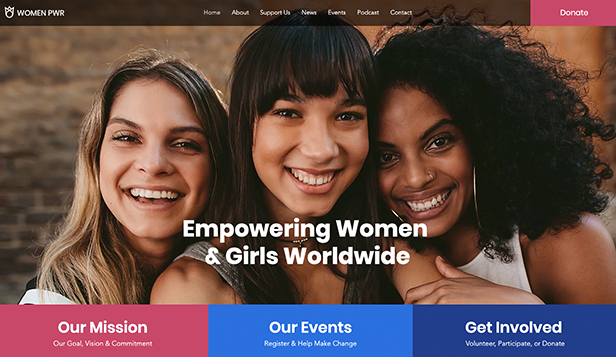 WOMEN PWR
Home About Support Us News Events Podcast Contact
Donate
Empowering Women
& Girls Worldwide
Our Mission
Our Goal, Vision & Commitment
Our Events
Register & Help Make Change
Get Involved
Volunteer, Participate, or Donate